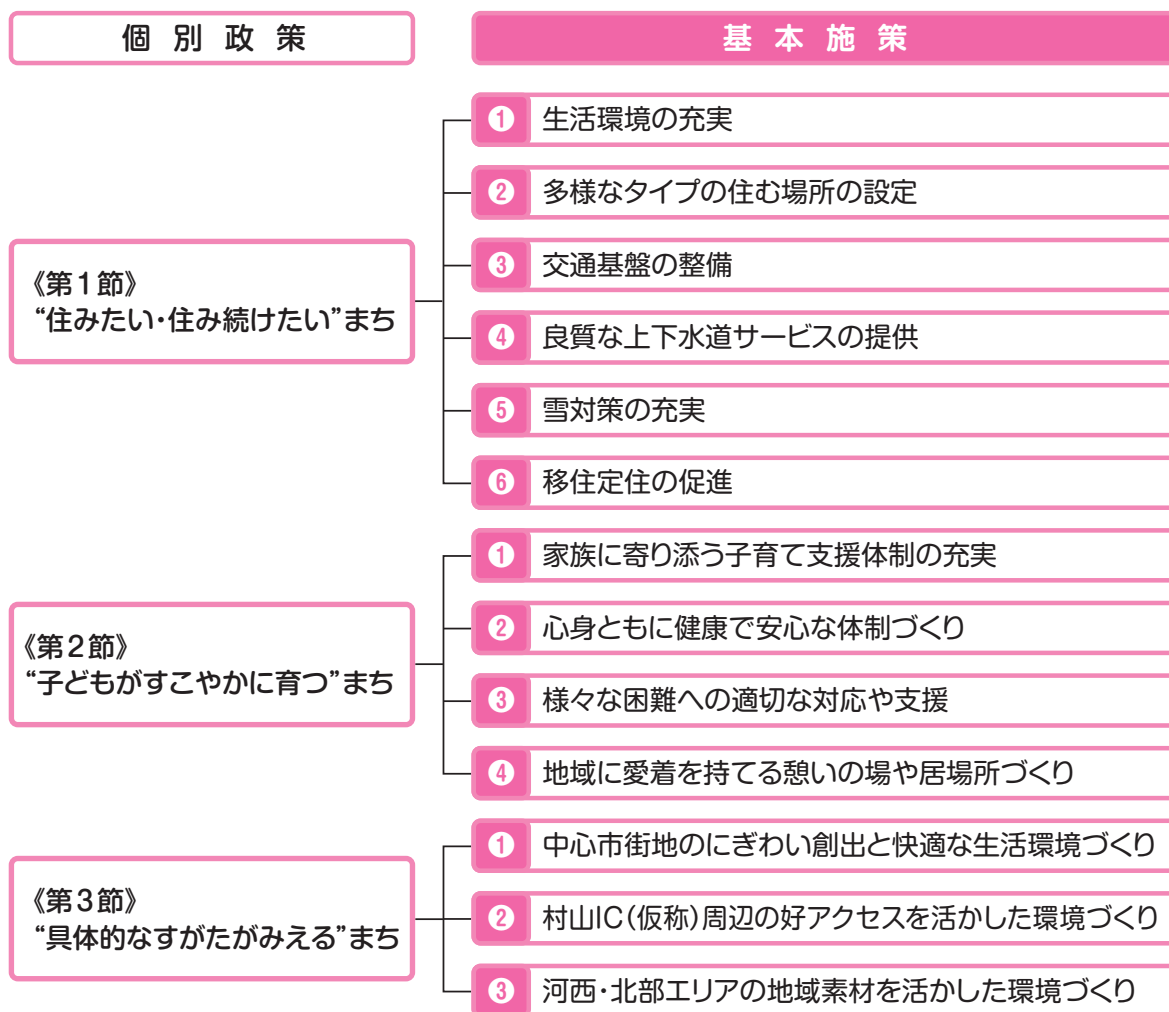 個別政策
基本施策
《第1節》
“住みたい・住み続けたい”まち
❶ 生活環境の充実
❷ 多様なタイプの住む場所の設定
❸ 交通基盤の整備
❹ 良質な上下水道サービスの提供
❺ 雪対策の充実
❻ 移住定住の促進
《第2節》
“子どもがすこやかに育つ”まち
❶ 家族に寄り添う子育て支援体制の充実
❷ 心身ともに健康で安心な体制づくり
❸ 様々な困難への適切な対応や支援
❹ 地域に愛着を持てる憩いの場や居場所づくり
《第3節》
“具体的なすがたがみえる”まち
❶ 中心市街地のにぎわい創出と快適な生活環境づくり
❷ 村山IC(仮称)周辺の好アクセスを活かした環境づくり
❸ 河西・北部エリアの地域素材を活かした環境づくり